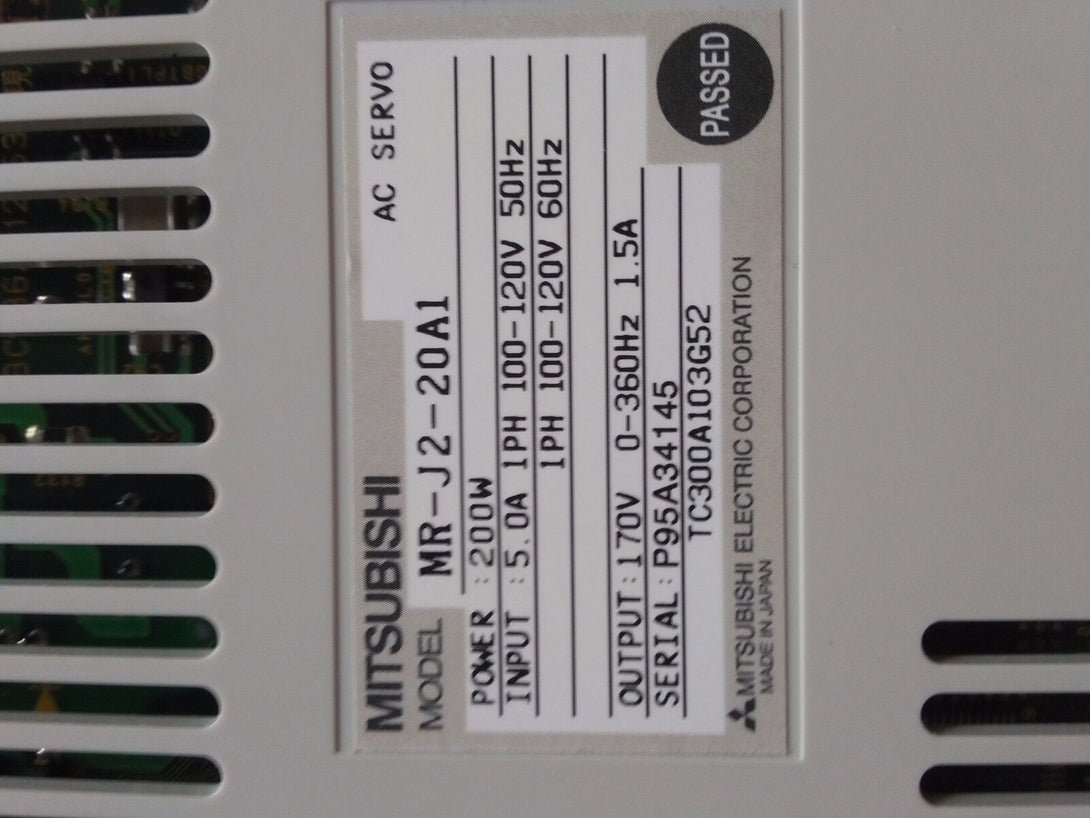 MITSUBISHI
AC SERVO
MODEL MR-J2-20A1
POWER :200W
INPUT :5.0A 1PH 100-120V 50Hz
1PH 100-120V 60Hz
OUTPUT:170V 0-360Hz 1.5A
SERIAL:P95A34145
TC300A103G52
PASSED
MITSUBISHI ELECTRIC CORPORATION
MADE IN JAPAN